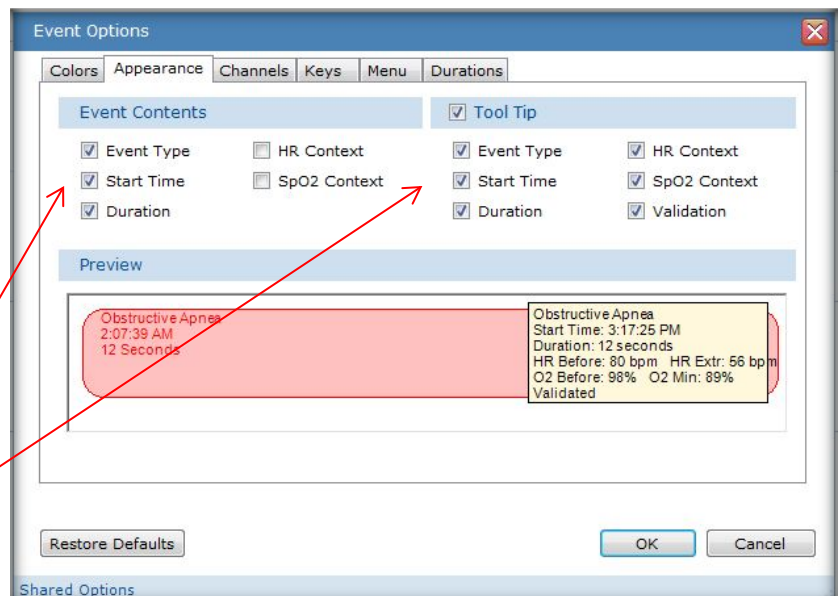 Event Options
Colors Appearance Channels Keys Menu Durations
Event Contents
Event Type HR Context
Start Time SpO2 Context
Duration
Tool Tip
Event Type HR Context
Start Time SpO2 Context
Duration Validation
Preview
Obstructive Apnea
2:07:39 AM
12 Seconds
Obstructive Apnea
Start Time: 3:17:25 PM
Duration: 12 seconds
HR Before: 80 bpm HR Extr: 56 bpm
O2 Before: 98% O2 Min: 89%
Validated
Restore Defaults OK Cancel
Shared Options